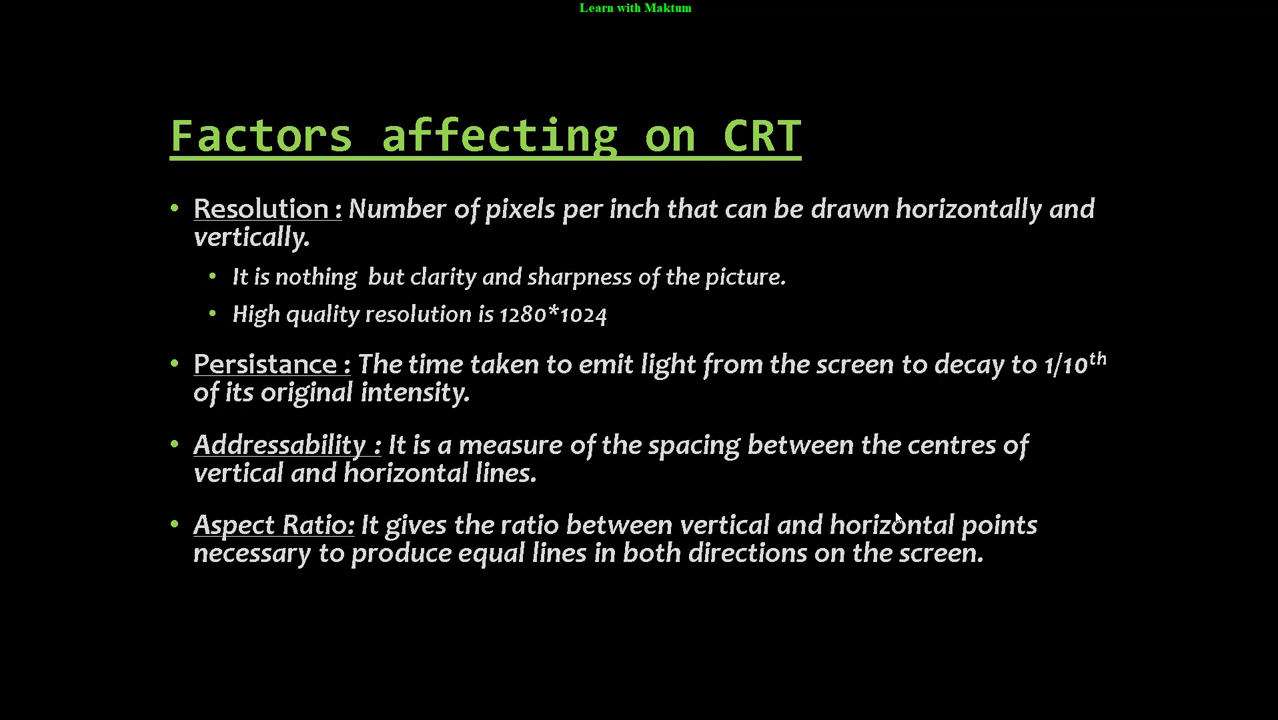 Learn with Maktum
Factors affecting on CRT
• Resolution : Number of pixels per inch that can be drawn horizontally and
vertically.
• It is nothing  but clarity and sharpness of the picture.
• High quality resolution is 1280*1024
• Persistance : The time taken to emit light from the screen to decay to 1/10th
of its original intensity.
• Addressability : It is a measure of the spacing between the centres of
vertical and horizontal lines.
• Aspect Ratio: It gives the ratio between vertical and horizontal points
necessary to produce equal lines in both directions on the screen.